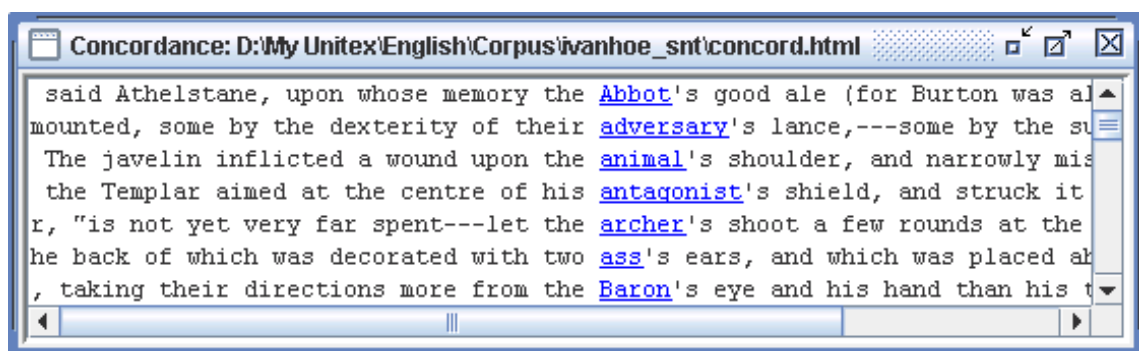 Concordance: D:\My Unitex\English\Corpus\ivanhoe_snt\concord.html
said Athelstane, upon whose memory the Abbot's good ale (for Burton was al
mounted, some by the dexterity of their adversary's lance,---some by the su
The javelin inflicted a wound upon the animal's shoulder, and narrowly mis
the Templar aimed at the centre of his antagonist's shield, and struck it
r, "is not yet very far spent---let the archer's shoot a few rounds at the
he back of which was decorated with two ass's ears, and which was placed ab
, taking their directions more from the Baron's eye and his hand than his t